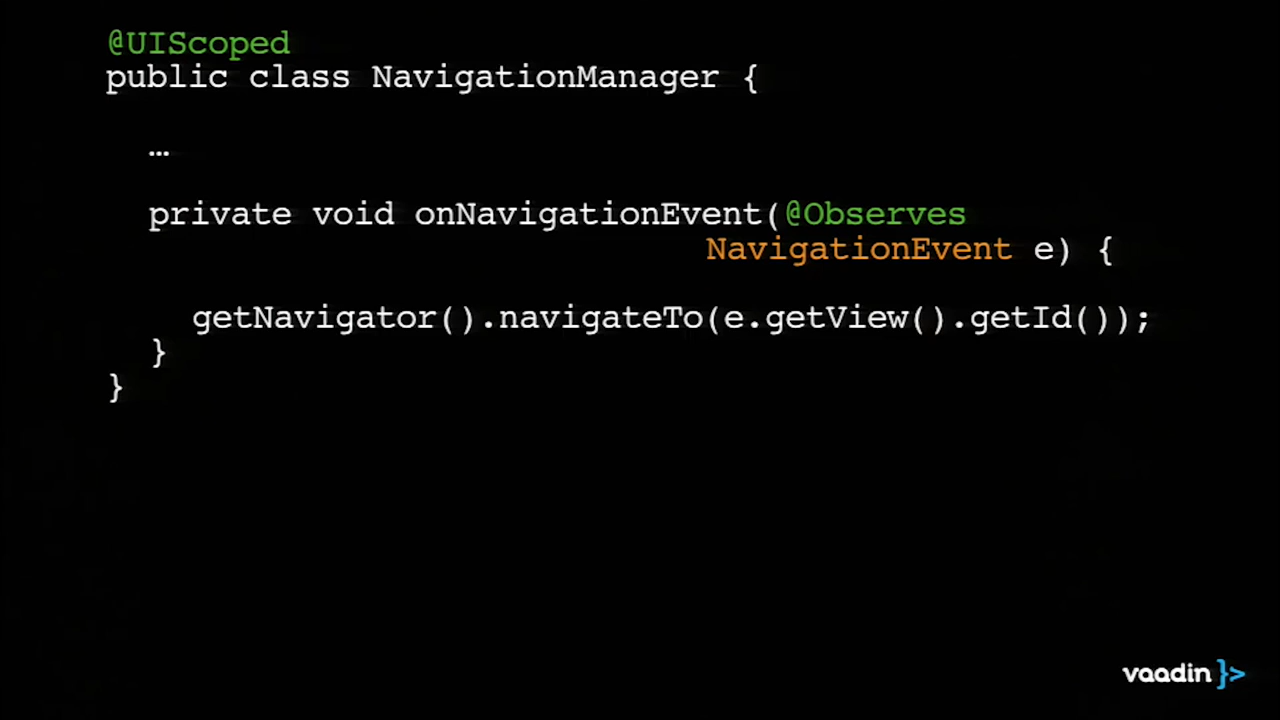 @UIScoped
public class NavigationManager {
…
private void onNavigationEvent(@Observes
NavigationEvent e) {
getNavigator().navigateTo(e.getView().getId());
}
}
vaadin }>